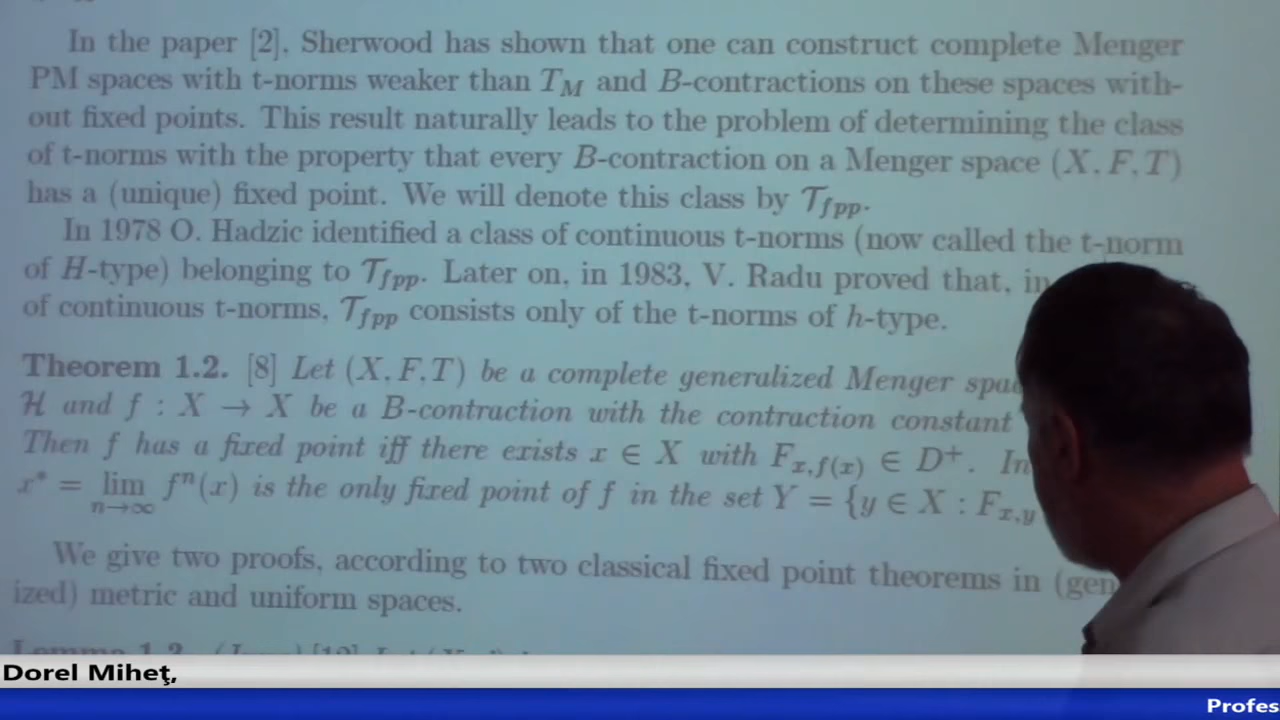 In the paper [2], Sherwood has shown that one can construct complete Menger
PM spaces with t-norms weaker than T_M and B-contractions on these spaces with-
out fixed points. This result naturally leads to the problem of determining the class
of t-norms with the property that every B-contraction on a Menger space (X, F, T)
has a (unique) fixed point. We will denote this class by 𝒯_fpp.
In 1978 O. Hadzic identified a class of continuous t-norms (now called the t-norm
of H-type) belonging to 𝒯_fpp. Later on, in 1983, V. Radu proved that, in
of continuous t-norms, 𝒯_fpp consists only of the t-norms of h-type.
Theorem 1.2. [8] Let (X, F, T) be a complete generalized Menger
ℋ and f : X → X be a B-contraction with the contraction constant
Then f has a fixed point iff there exists x ∈ X with F_{x,f(x)} ∈ D⁺. In
x* = lim_{n→∞} fⁿ(x) is the only fixed point of f in the set Y = {y ∈ X : F_{x,y}
We give two proofs, according to two classical fixed point theorems in (gen
ized) metric and uniform spaces.
Dorel Miheţ,
Profes